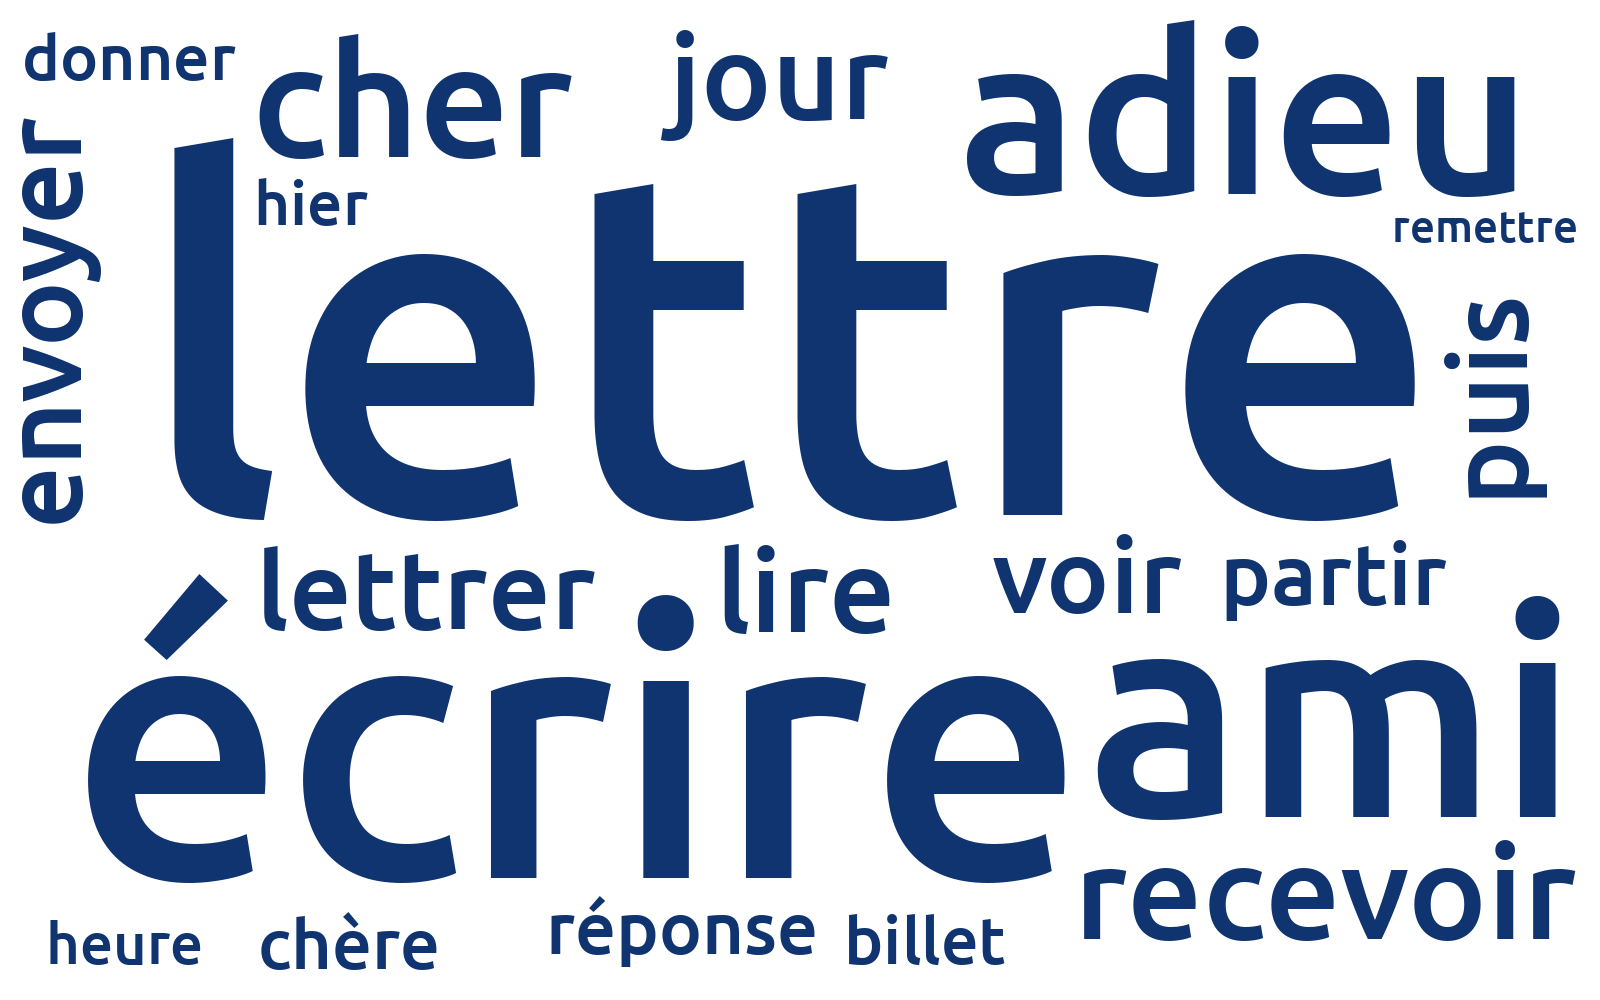 donner
cher
jour
adieu
envoyer
hier
remettre
lettre
puis
lettrer
lire
voir
partir
écrire
ami
recevoir
heure
chère
réponse
billet